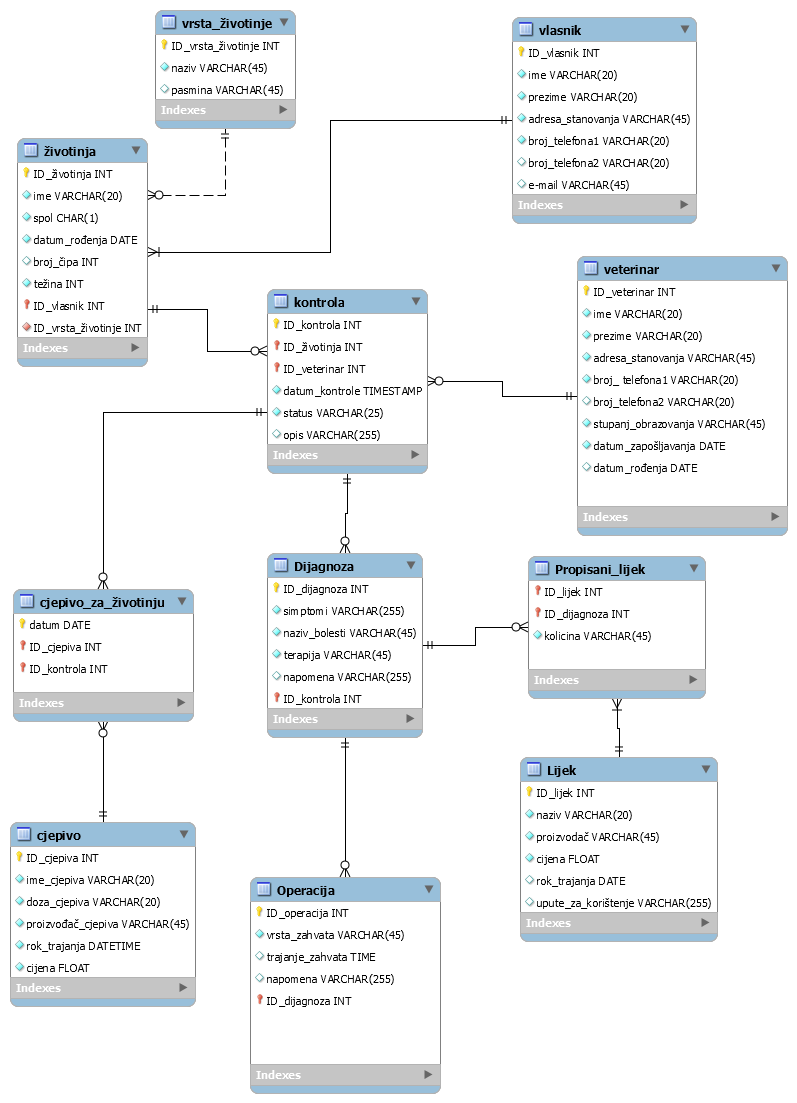 vrsta_životinje
ID_vrsta_životinje INT
naziv VARCHAR(45)
pasmina VARCHAR(45)
Indexes
vlasnik
ID_vlasnik INT
ime VARCHAR(20)
prezime VARCHAR(20)
adresa_stanovanja VARCHAR(45)
broj_telefona1 VARCHAR(20)
broj_telefona2 VARCHAR(20)
e-mail VARCHAR(45)
Indexes
životinja
ID_životinja INT
ime VARCHAR(20)
spol CHAR(1)
datum_rođenja DATE
broj_čipa INT
težina INT
ID_vlasnik INT
ID_vrsta_životinje INT
Indexes
kontrola
ID_kontrola INT
ID_životinja INT
ID_veterinar INT
datum_kontrole TIMESTAMP
status VARCHAR(25)
opis VARCHAR(255)
Indexes
veterinar
ID_veterinar INT
ime VARCHAR(20)
prezime VARCHAR(20)
adresa_stanovanja VARCHAR(45)
broj_ telefona1 VARCHAR(20)
broj_telefona2 VARCHAR(20)
stupanj_obrazovanja VARCHAR(45)
datum_zapošljavanja DATE
datum_rođenja DATE
Indexes
cjepivo_za_životinju
datum DATE
ID_cjepiva INT
ID_kontrola INT
Indexes
Dijagnoza
ID_dijagnoza INT
simptomi VARCHAR(255)
naziv_bolesti VARCHAR(45)
terapija VARCHAR(45)
napomena VARCHAR(255)
ID_kontrola INT
Indexes
Propisani_lijek
ID_lijek INT
ID_dijagnoza INT
kolicina VARCHAR(45)
Indexes
Lijek
ID_lijek INT
naziv VARCHAR(20)
proizvođač VARCHAR(45)
cijena FLOAT
rok_trajanja DATE
upute_za_korištenje VARCHAR(255)
Indexes
cjepivo
ID_cjepiva INT
ime_cjepiva VARCHAR(20)
doza_cjepiva VARCHAR(20)
proizvođač_cjepiva VARCHAR(45)
rok_trajanja DATETIME
cijena FLOAT
Indexes
Operacija
ID_operacija INT
vrsta_zahvata VARCHAR(45)
trajanje_zahvata TIME
napomena VARCHAR(255)
ID_dijagnoza INT
Indexes